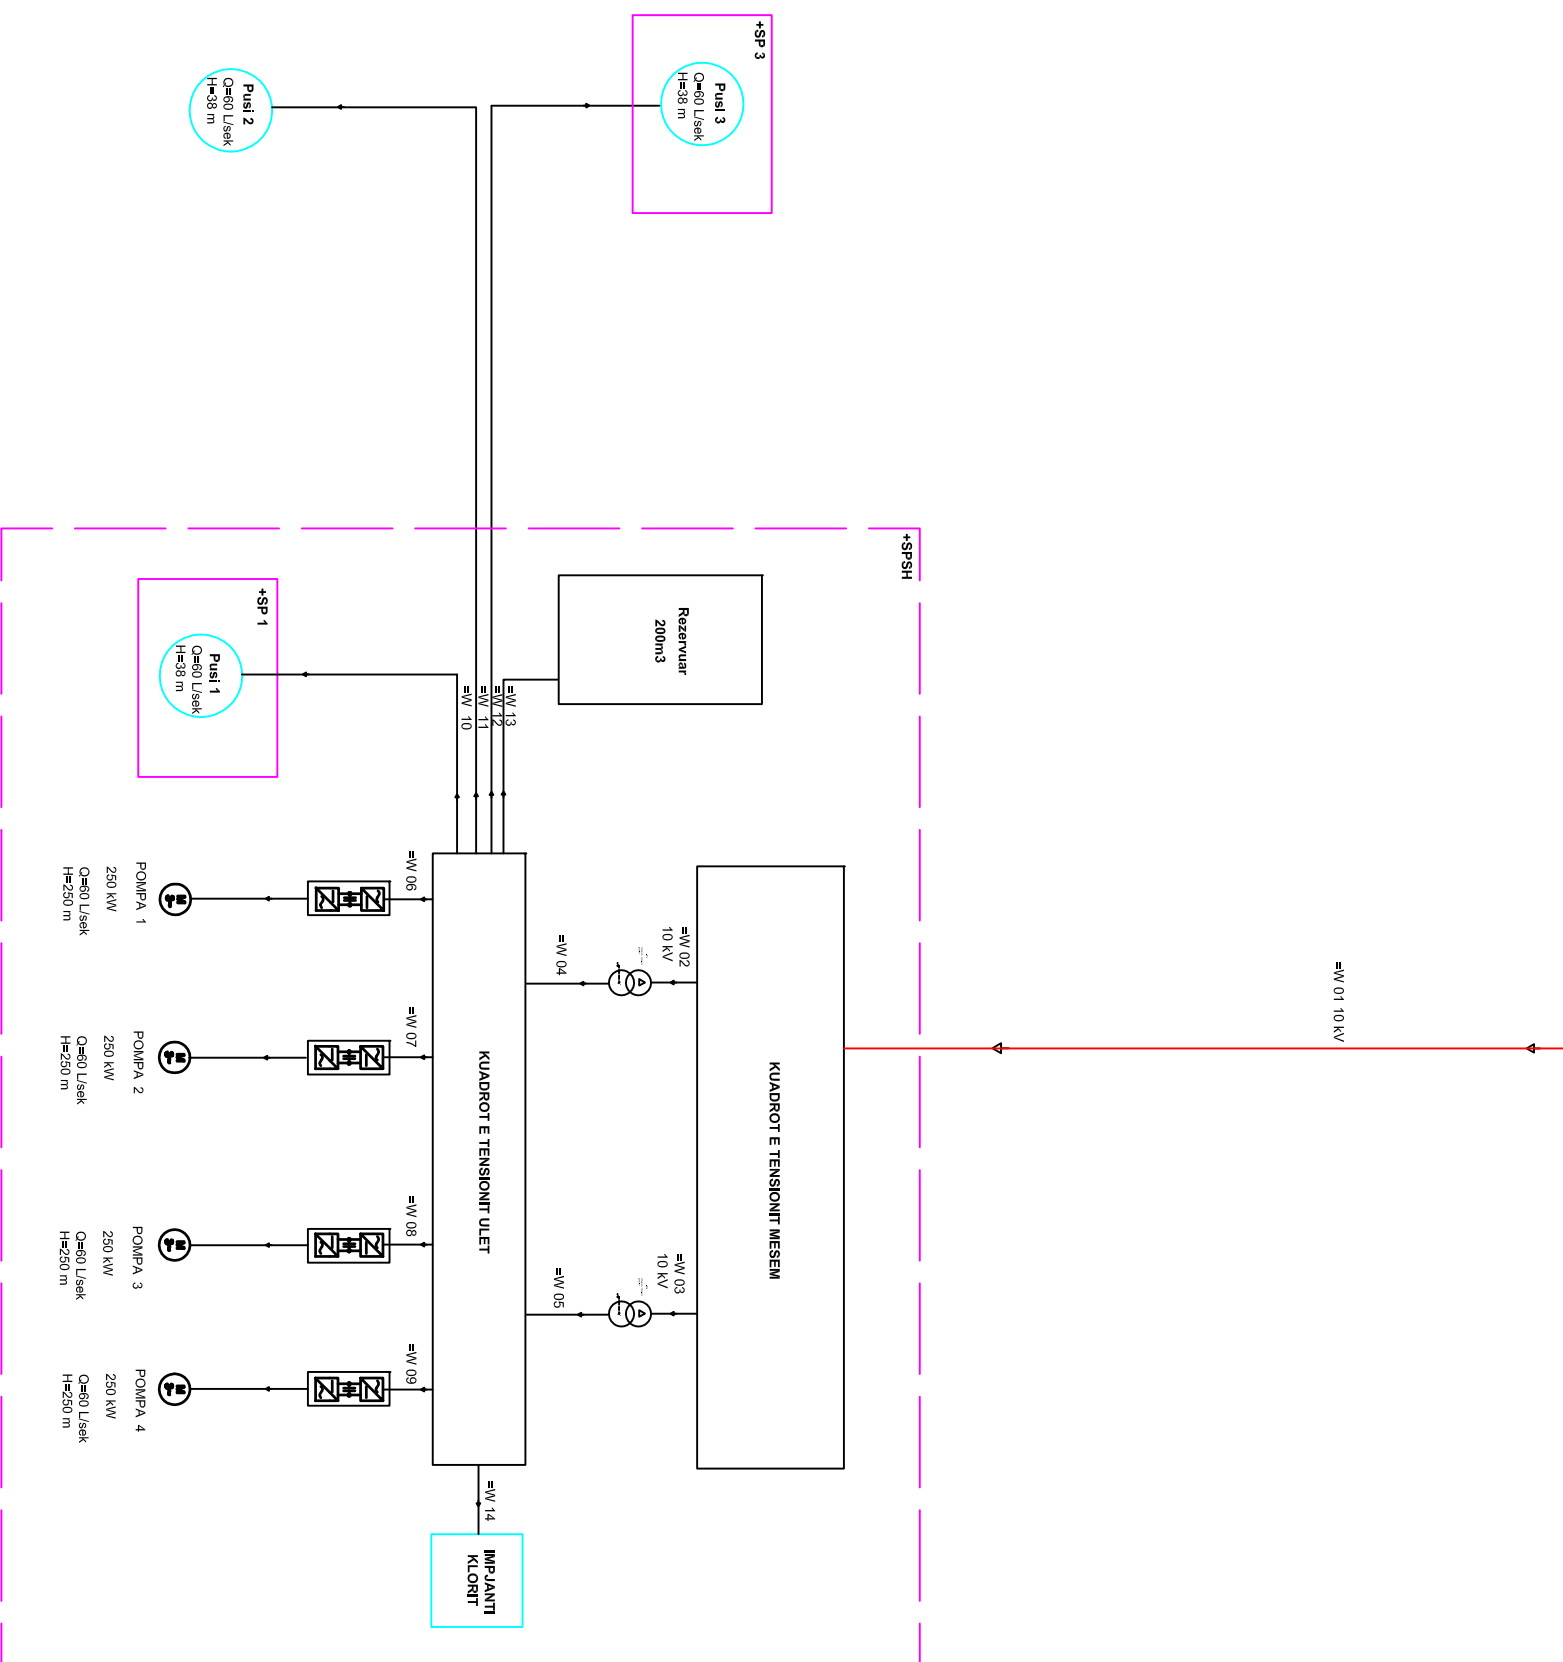 =W 01 10 kV
+SPSH
KUADROT E TENSIONIT MESEM
+SP 3
Pusi 3
Q=60 L/sek
H=38 m
Rezervuar
200m3
=W 02
10 kV
=W 03
10 kV
=W 04
=W 05
=W 13
=W 12
=W 11
=W 10
KUADROT E TENSIONIT ULET
=W 14
IMPJANTI
KLORIT
=W 06
=W 07
=W 08
=W 09
+SP 1
Pusi 1
Q=60 L/sek
H=38 m
Pusi 2
Q=60 L/sek
H=38 m
M
3~
M
3~
M
3~
M
3~
POMPA 1
250 kW
Q=60 L/sek
H=250 m
POMPA 2
250 kW
Q=60 L/sek
H=250 m
POMPA 3
250 kW
Q=60 L/sek
H=250 m
POMPA 4
250 kW
Q=60 L/sek
H=250 m